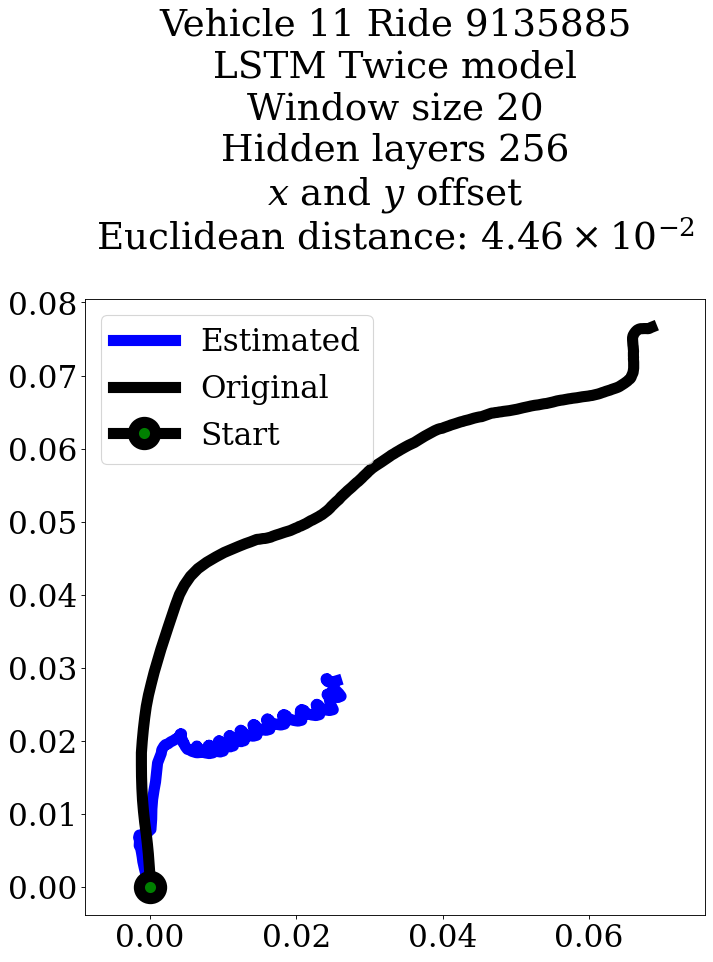 Vehicle 11 Ride 9135885
LSTM Twice model
Window size 20
Hidden layers 256
x and y offset
Euclidean distance: 4.46 × 10⁻²
0.08
0.07
0.06
0.05
0.04
0.03
0.02
0.01
0.00
Estimated
Original
Start
0.00 0.02 0.04 0.06